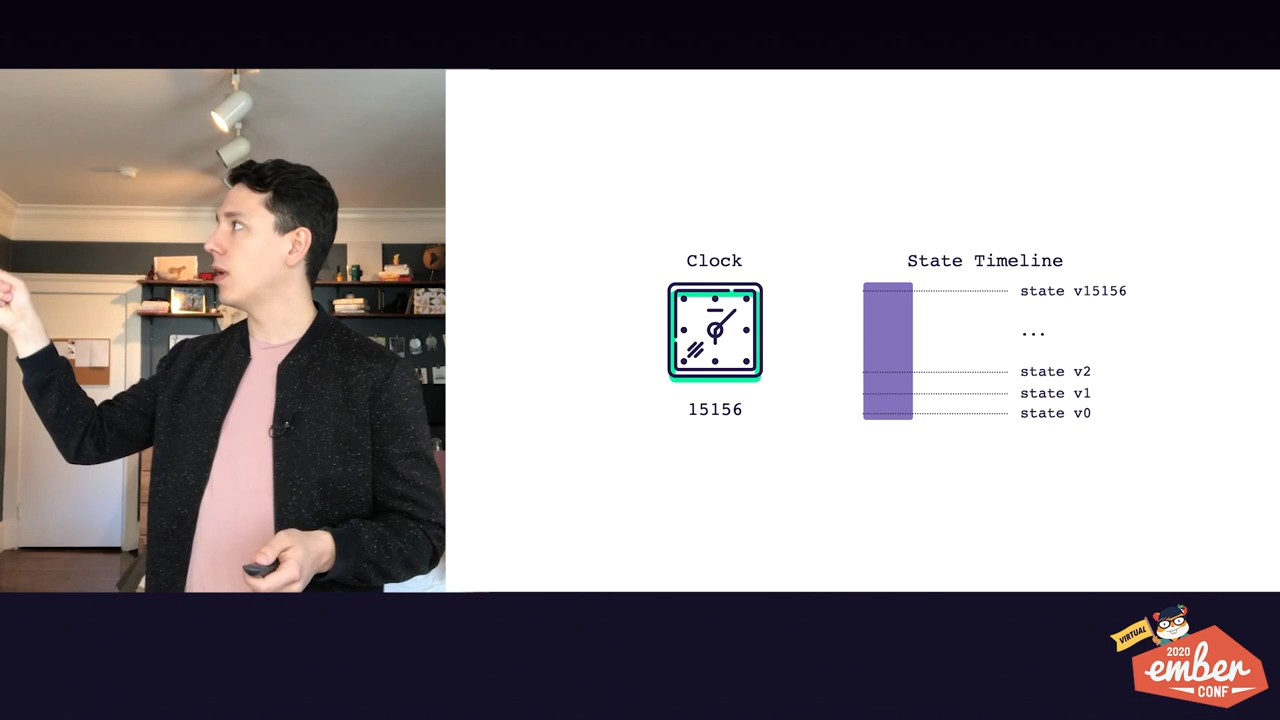 Clock
15156
State Timeline
state v15156
...
state v2
state v1
state v0
VIRTUAL
2020
ember
CONF